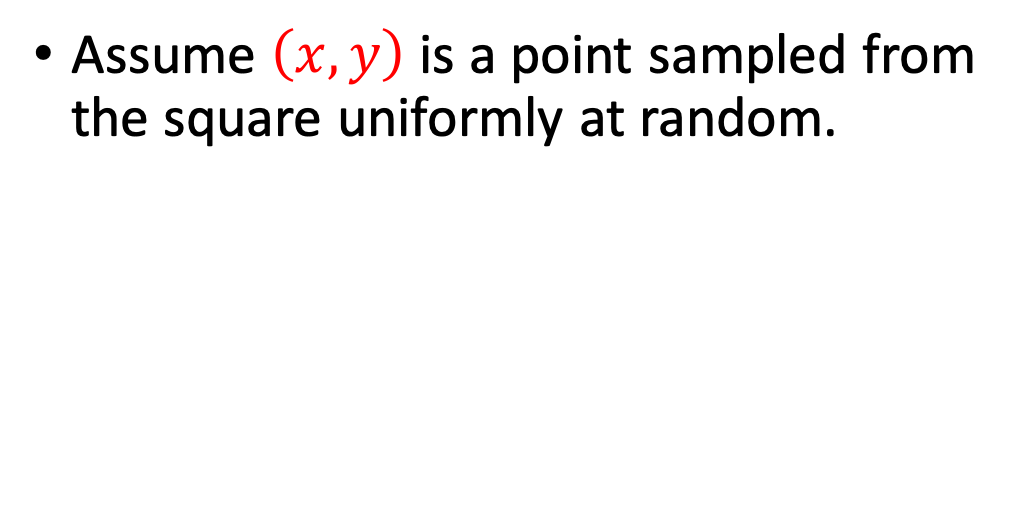 • Assume (x, y) is a point sampled from
the square uniformly at random.